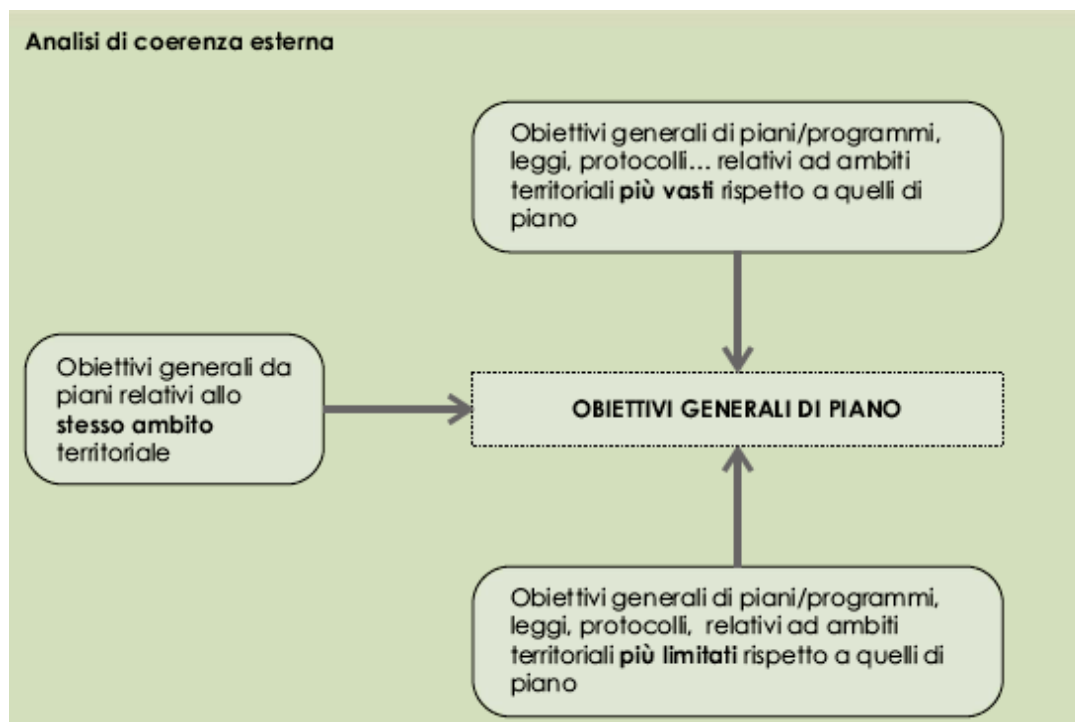 Analisi di coerenza esterna
Obiettivi generali di piani/programmi,
leggi, protocolli... relativi ad ambiti
territoriali più vasti rispetto a quelli di
piano
Obiettivi generali da
piani relativi allo
stesso ambito
territoriale
OBIETTIVI GENERALI DI PIANO
Obiettivi generali di piani/programmi,
leggi, protocolli, relativi ad ambiti
territoriali più limitati rispetto a quelli di
piano